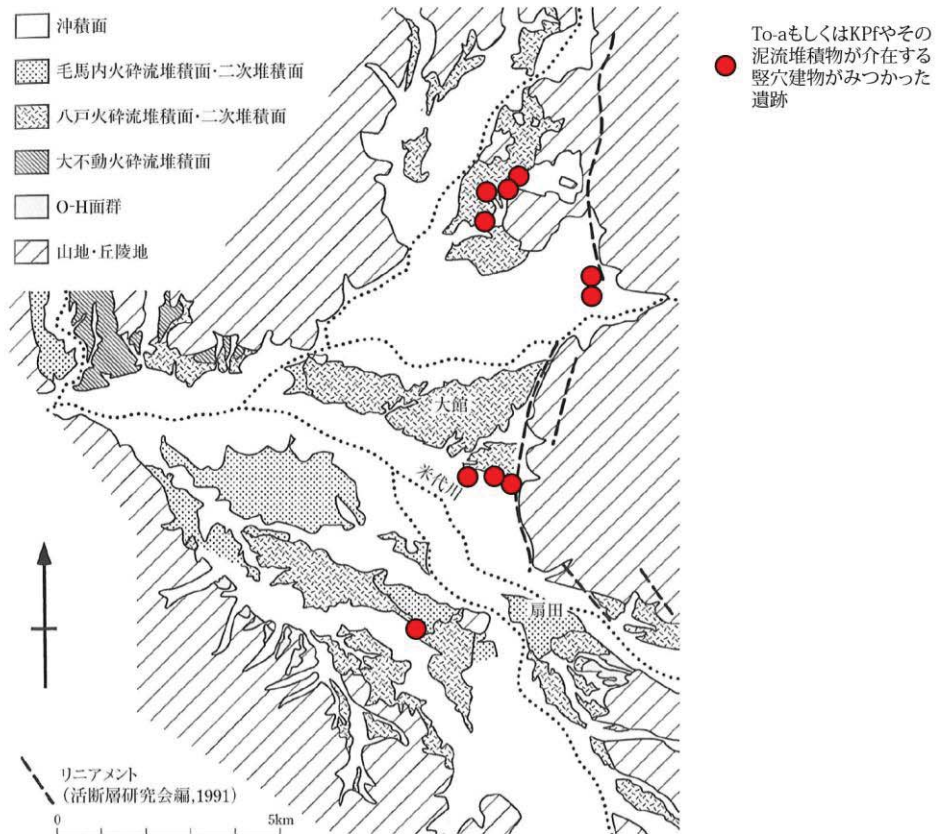 沖積面
毛馬内火砕流堆積面・二次堆積面
八戸火砕流堆積面・二次堆積面
大不動火砕流堆積面
O-H面群
山地・丘陵地
To-aもしくはKPfやその
泥流堆積物が介在する
竪穴建物がみつかった
遺跡
大館
米代川
扇田
リニアメント
(活断層研究会編,1991)
0
5km